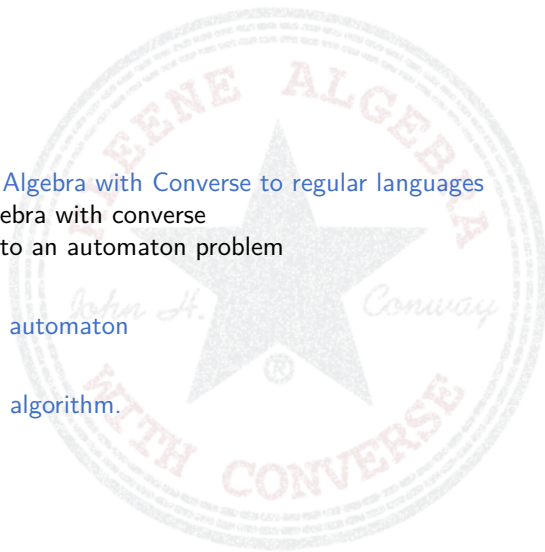 KLEENE ALGEBRA
Algebra with Converse to regular languages
ebra with converse
to an automaton problem
John H. Conway
automaton
®
algorithm.
WITH CONVERSE